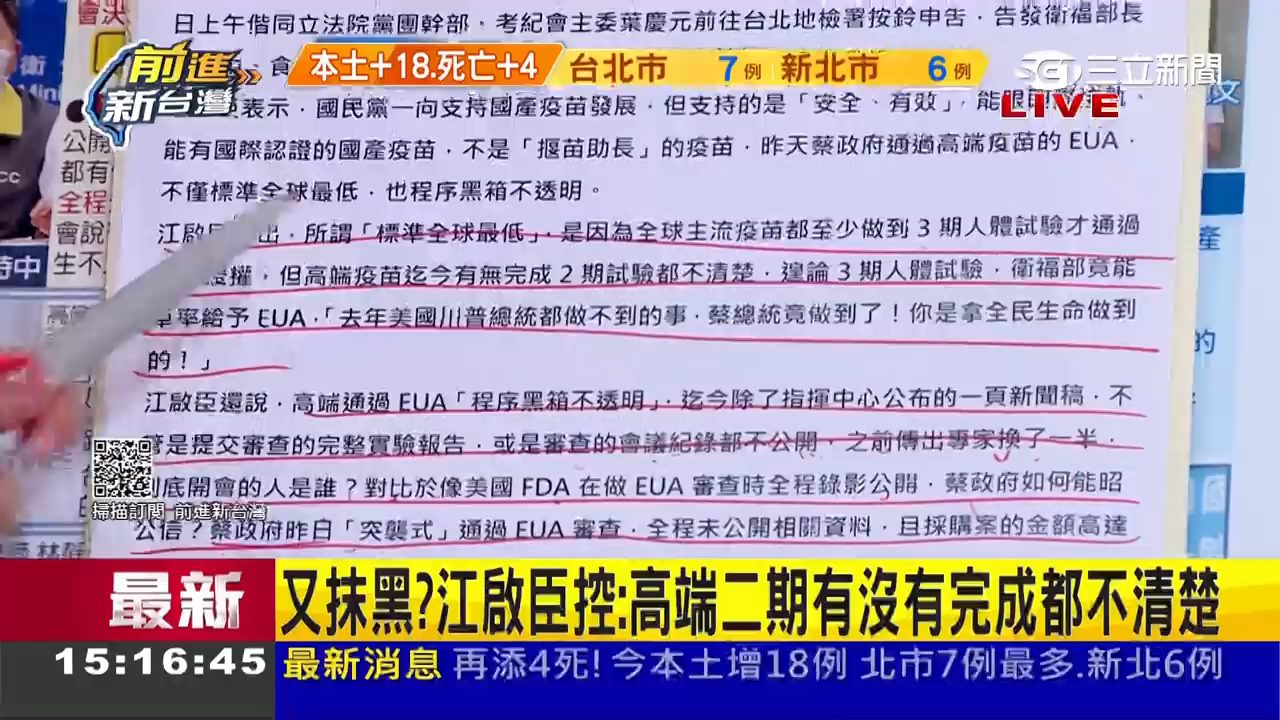 日上午偕同立法院黨團幹部，考紀會主委葉慶元前往台北地檢署按鈴申告，告發衛福部長
前進
新台灣
本土+18.死亡+4
台北市 7例 新北市 6例
三立新聞
LIVE
表示，國民黨一向支持國產疫苗發展，但支持的是「安全、有效」，能
能有國際認證的國產疫苗，不是「揠苗助長」的疫苗，昨天蔡政府通過高端疫苗的 EUA，
不僅標準全球最低，也程序黑箱不透明。
江啟 出，所謂「標準全球最低」，是因為全球主流疫苗都至少做到 3 期人體試驗才通過
權，但高端疫苗迄今有無完成 2 期試驗都不清楚，遑論 3 期人體試驗，衛福部竟能
草率給予 EUA，「去年美國川普總統都做不到的事，蔡總統竟做到了！你是拿全民生命做到
的！」
江啟臣還說，高端通過 EUA「程序黑箱不透明」，迄今除了指揮中心公布的一頁新聞稿，不
管是提交審查的完整實驗報告，或是審查的會議紀錄都不公開，之前傳出專家換了一半，
到底開會的人是誰？對比於像美國 FDA 在做 EUA 審查時全程錄影公開，蔡政府如何能昭
公信？蔡政府昨日「突襲式」通過 EUA 審查，全程未公開相關資料，且採購案的金額高達
公開
都有
全程
會說
生不
掃描訂閱 前進新台灣
產
的
最新
又抹黑?江啟臣控:高端二期有沒有完成都不清楚
15:16:45
最新消息 再添4死! 今本土增18例 北市7例最多.新北6例